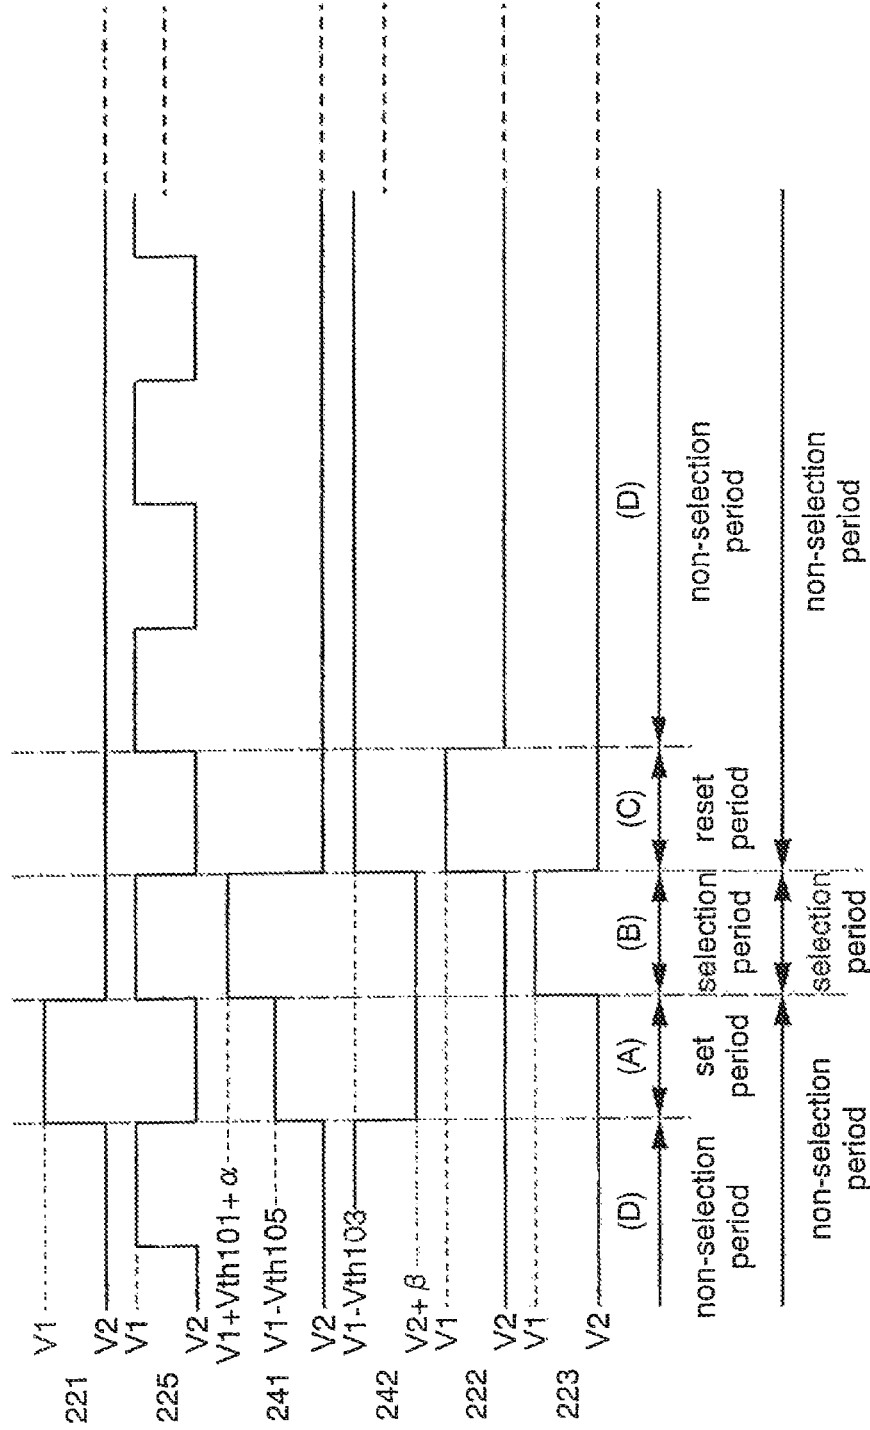 221
V1
V2
225
V1
V2
241
V1+Vth101+α
V1-Vth105
V2
242
V1-Vth103
V2+β
222
V1
V2
223
V1
V2
(D)
(A)
(B)
(C)
(D)
non-selection
period
set
period
selection
period
reset
period
non-selection
period
non-selection
period
selection
period
non-selection
period